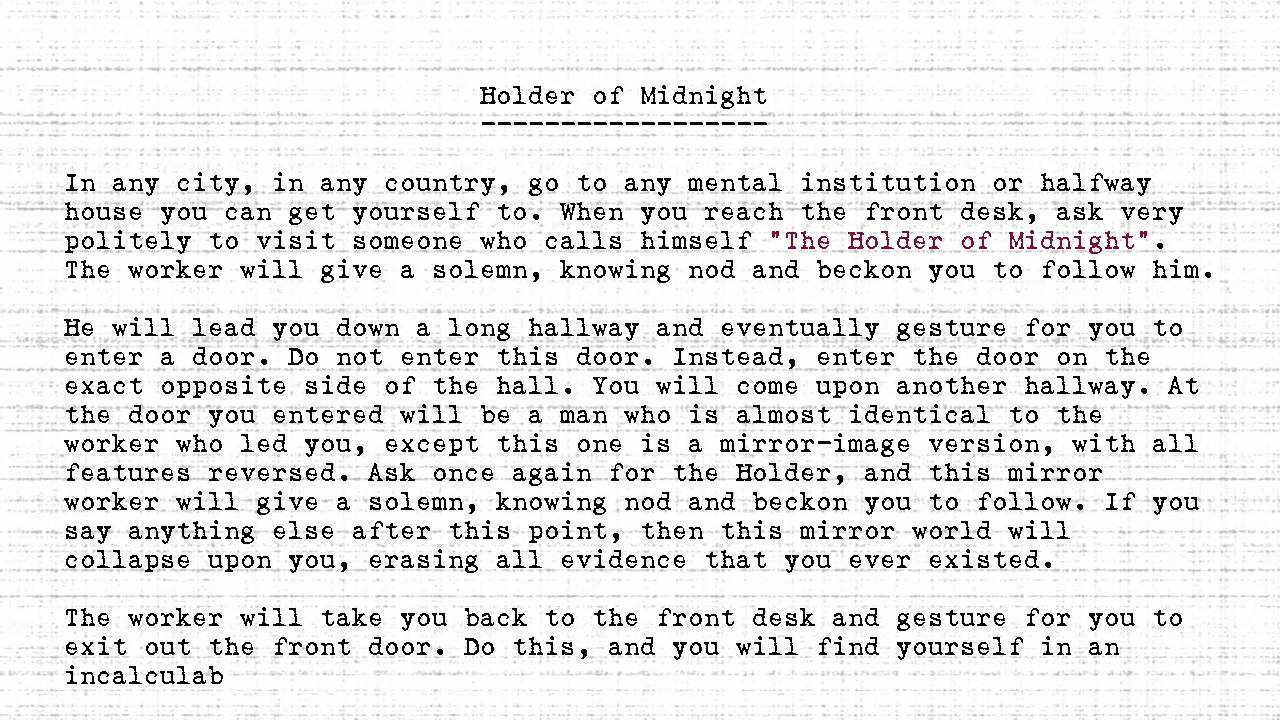 Holder of Midnight
------------------
In any city, in any country, go to any mental institution or halfway
house you can get yourself to. When you reach the front desk, ask very
politely to visit someone who calls himself "The Holder of Midnight".
The worker will give a solemn, knowing nod and beckon you to follow him.
He will lead you down a long hallway and eventually gesture for you to
enter a door. Do not enter this door. Instead, enter the door on the
exact opposite side of the hall. You will come upon another hallway. At
the door you entered will be a man who is almost identical to the
worker who led you, except this one is a mirror-image version, with all
features reversed. Ask once again for the Holder, and this mirror
worker will give a solemn, knowing nod and beckon you to follow. If you
say anything else after this point, then this mirror world will
collapse upon you, erasing all evidence that you ever existed.
The worker will take you back to the front desk and gesture for you to
exit out the front door. Do this, and you will find yourself in an
incalculab